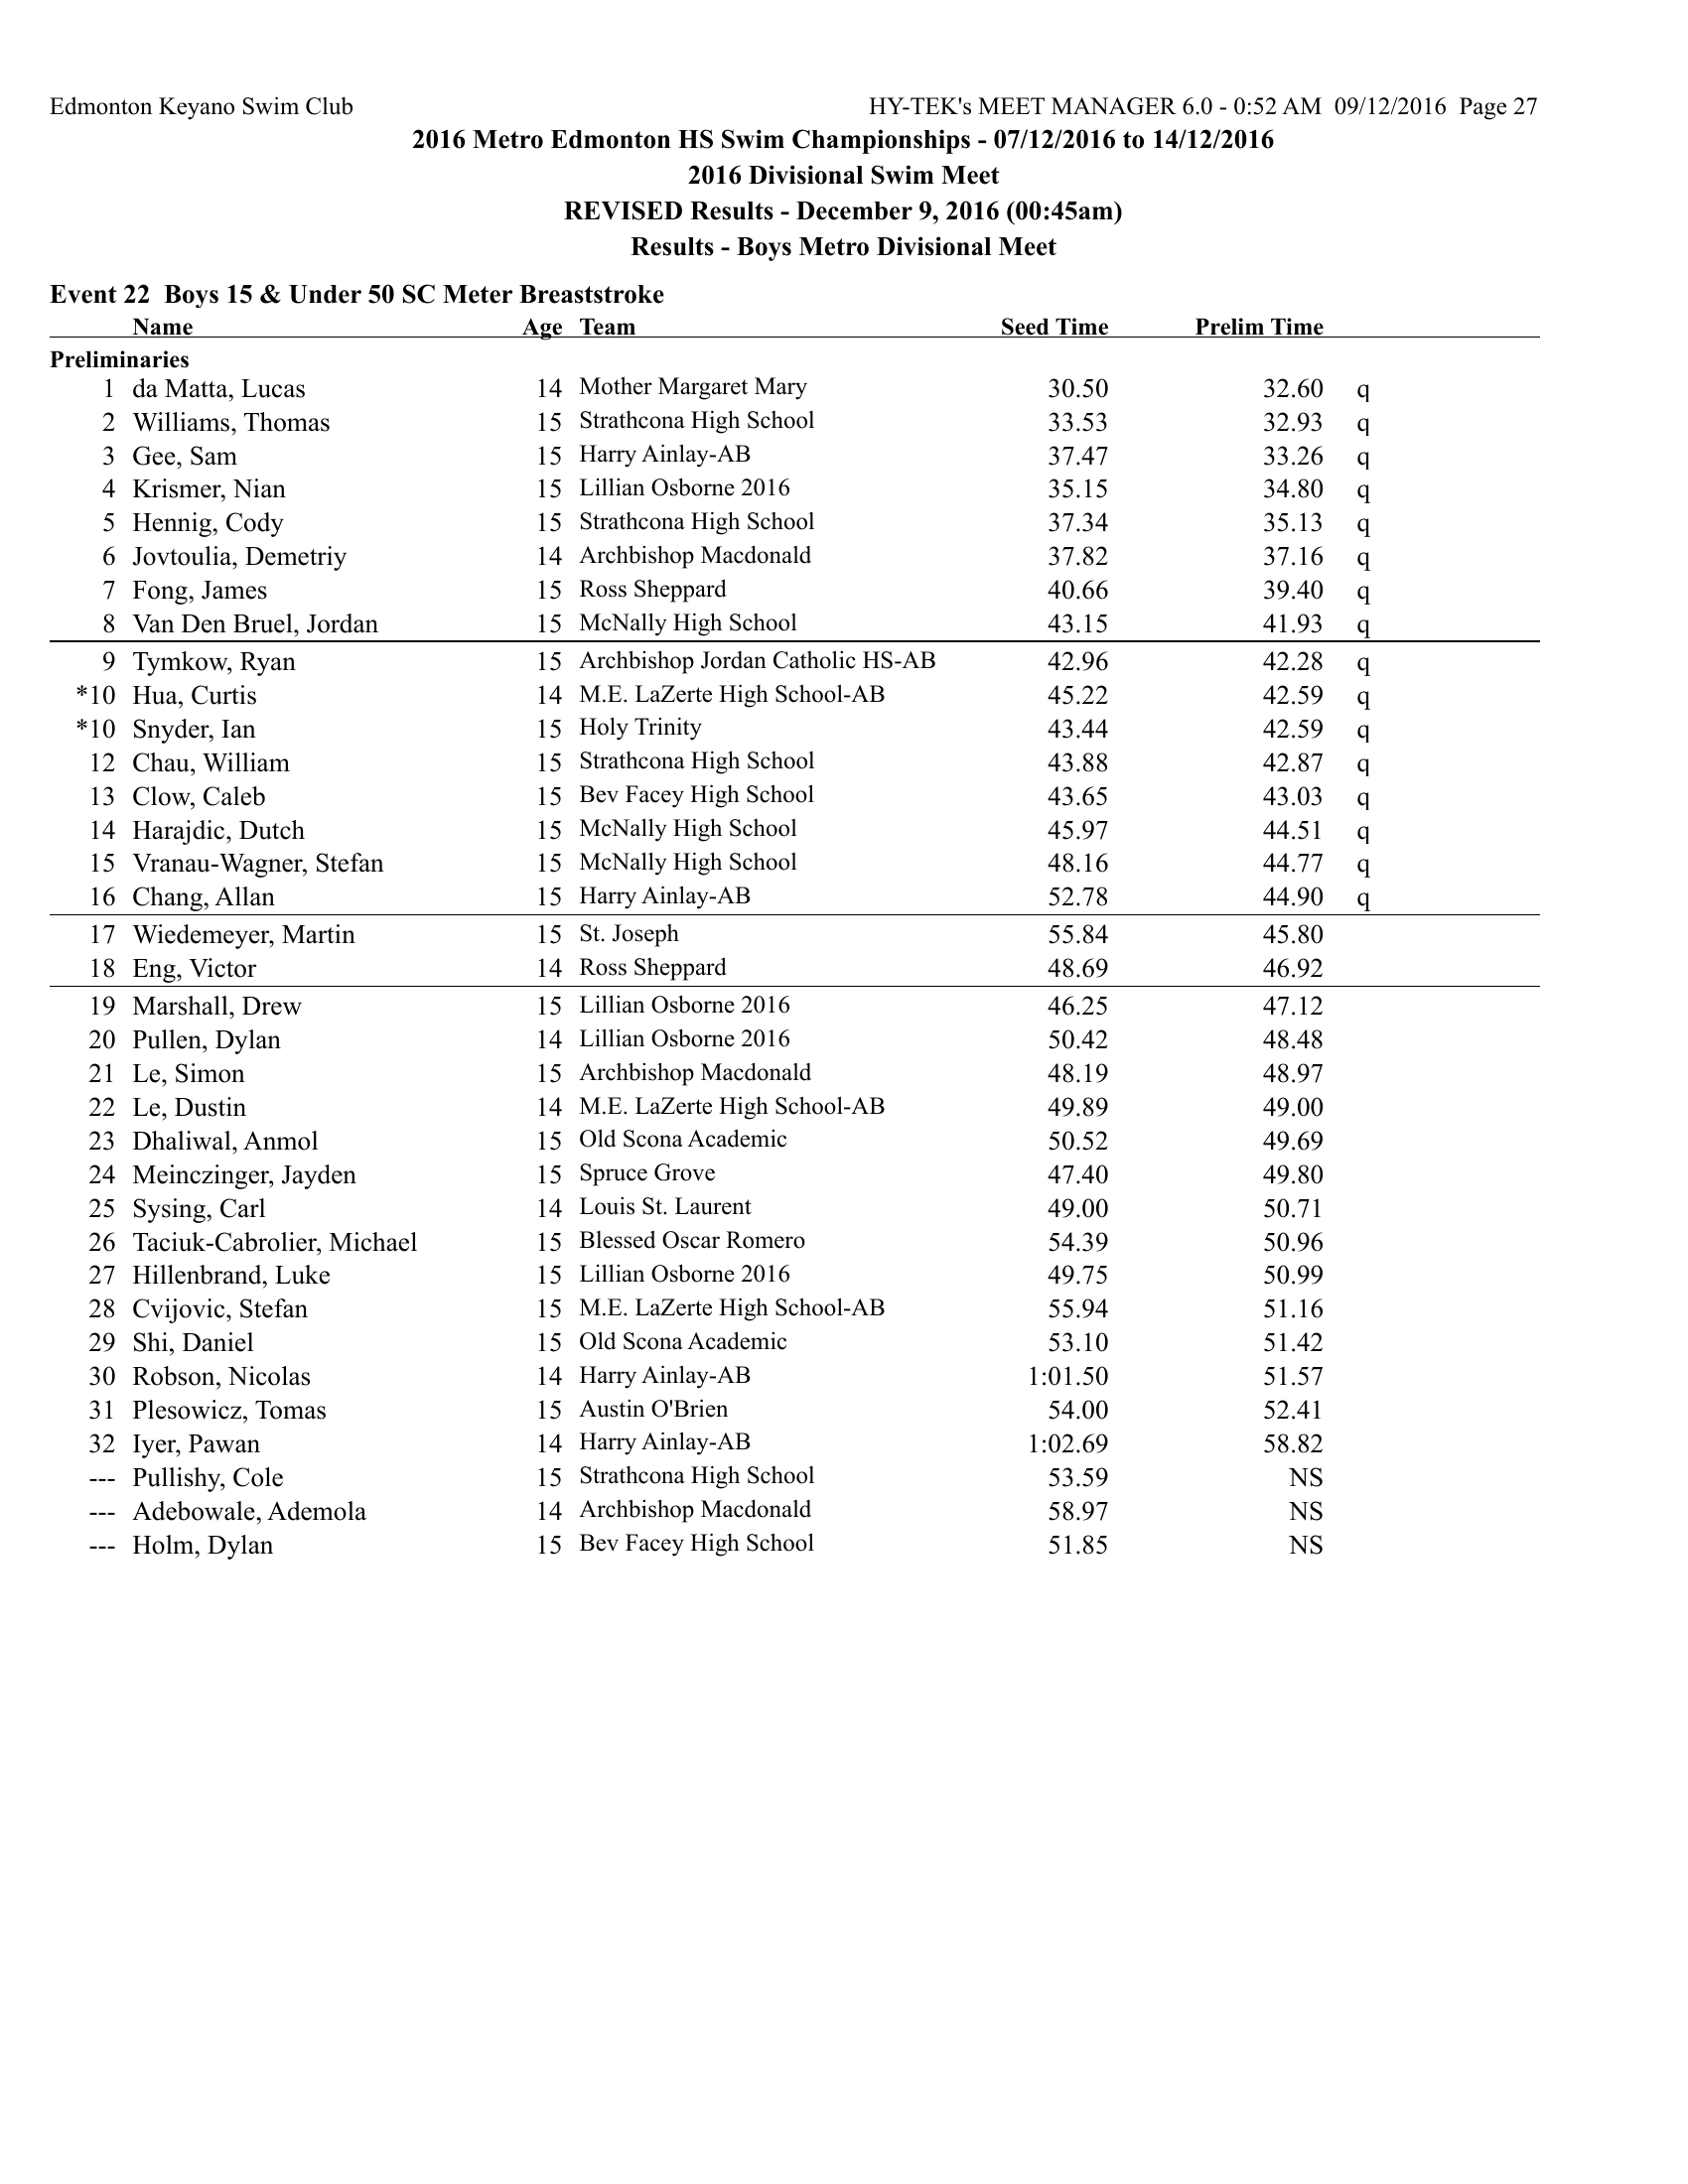 Edmonton Keyano Swim Club HY-TEK's MEET MANAGER 6.0 - 0:52 AM 09/12/2016 Page 27
2016 Metro Edmonton HS Swim Championships - 07/12/2016 to 14/12/2016
2016 Divisional Swim Meet
REVISED Results - December 9, 2016 (00:45am)
Results - Boys Metro Divisional Meet
Event 22 Boys 15 & Under 50 SC Meter Breaststroke
Name Age Team Seed Time Prelim Time
Preliminaries
1 da Matta, Lucas 14 Mother Margaret Mary 30.50 32.60 q
2 Williams, Thomas 15 Strathcona High School 33.53 32.93 q
3 Gee, Sam 15 Harry Ainlay-AB 37.47 33.26 q
4 Krismer, Nian 15 Lillian Osborne 2016 35.15 34.80 q
5 Hennig, Cody 15 Strathcona High School 37.34 35.13 q
6 Jovtoulia, Demetriy 14 Archbishop Macdonald 37.82 37.16 q
7 Fong, James 15 Ross Sheppard 40.66 39.40 q
8 Van Den Bruel, Jordan 15 McNally High School 43.15 41.93 q
9 Tymkow, Ryan 15 Archbishop Jordan Catholic HS-AB 42.96 42.28 q
*10 Hua, Curtis 14 M.E. LaZerte High School-AB 45.22 42.59 q
*10 Snyder, Ian 15 Holy Trinity 43.44 42.59 q
12 Chau, William 15 Strathcona High School 43.88 42.87 q
13 Clow, Caleb 15 Bev Facey High School 43.65 43.03 q
14 Harajdic, Dutch 15 McNally High School 45.97 44.51 q
15 Vranau-Wagner, Stefan 15 McNally High School 48.16 44.77 q
16 Chang, Allan 15 Harry Ainlay-AB 52.78 44.90 q
17 Wiedemeyer, Martin 15 St. Joseph 55.84 45.80
18 Eng, Victor 14 Ross Sheppard 48.69 46.92
19 Marshall, Drew 15 Lillian Osborne 2016 46.25 47.12
20 Pullen, Dylan 14 Lillian Osborne 2016 50.42 48.48
21 Le, Simon 15 Archbishop Macdonald 48.19 48.97
22 Le, Dustin 14 M.E. LaZerte High School-AB 49.89 49.00
23 Dhaliwal, Anmol 15 Old Scona Academic 50.52 49.69
24 Meinczinger, Jayden 15 Spruce Grove 47.40 49.80
25 Sysing, Carl 14 Louis St. Laurent 49.00 50.71
26 Taciuk-Cabrolier, Michael 15 Blessed Oscar Romero 54.39 50.96
27 Hillenbrand, Luke 15 Lillian Osborne 2016 49.75 50.99
28 Cvijovic, Stefan 15 M.E. LaZerte High School-AB 55.94 51.16
29 Shi, Daniel 15 Old Scona Academic 53.10 51.42
30 Robson, Nicolas 14 Harry Ainlay-AB 1:01.50 51.57
31 Plesowicz, Tomas 15 Austin O'Brien 54.00 52.41
32 Iyer, Pawan 14 Harry Ainlay-AB 1:02.69 58.82
--- Pullishy, Cole 15 Strathcona High School 53.59 NS
--- Adebowale, Ademola 14 Archbishop Macdonald 58.97 NS
--- Holm, Dylan 15 Bev Facey High School 51.85 NS